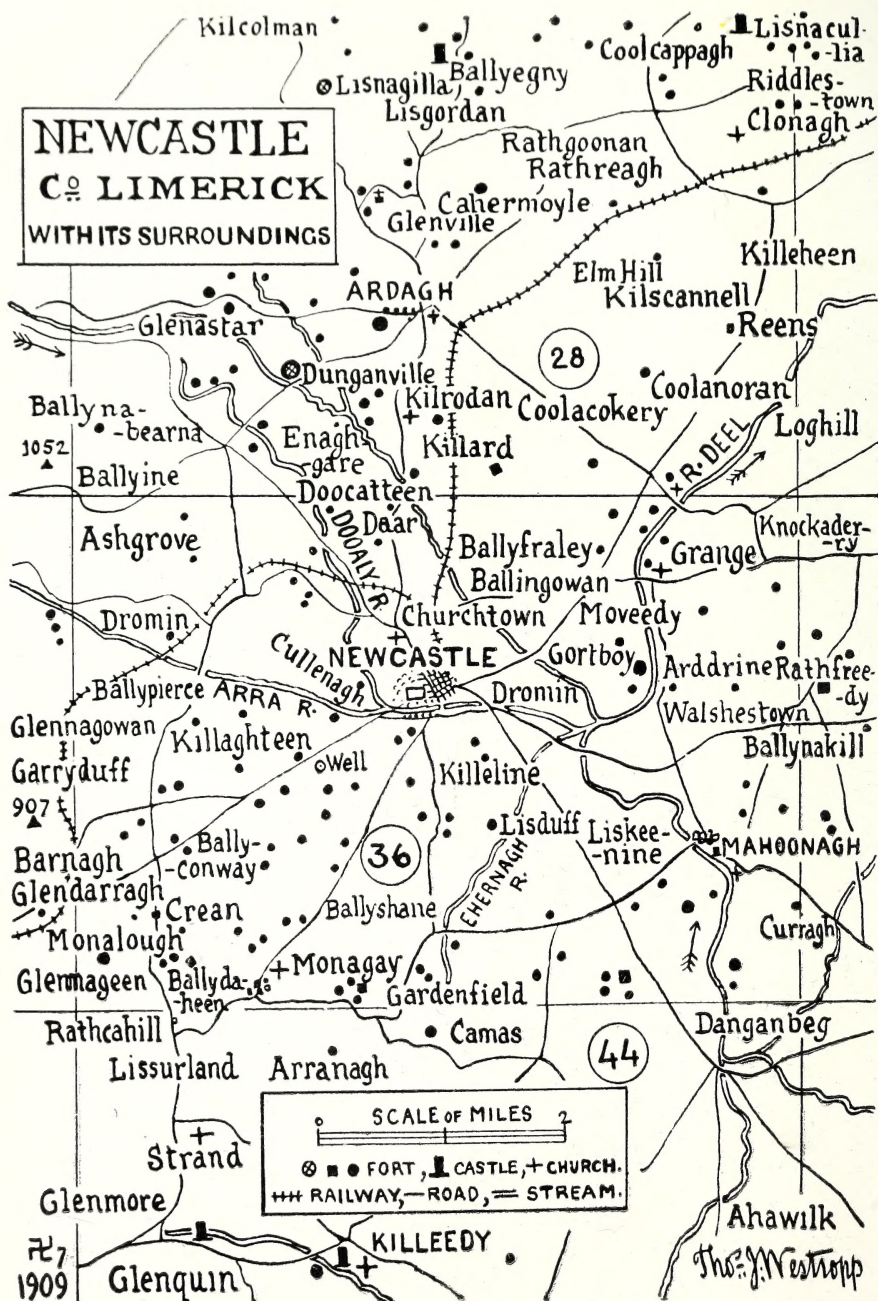 Kilcolman
Lisnacul-
-lia
Coolcappagh
Lisnagilla
Ballyegny
Riddles-
-town
Lisgordan
Clonagh
NEWCASTLE
Co LIMERICK
WITH ITS SURROUNDINGS
Rathgoonan
Rathreagh
Cahermoyle
Glenville
Killeheen
Elm Hill
Kilscannell
ARDAGH
Reens
Glenastar
28
Dunganville
Coolanoran
Kilrodan
Coolacokery
Ballyna-
-bearna
Loghill
1052
Enagh-
gare
Killard
R. DEEL
Ballyine
Doocatteen
DOOALY-R.
Daar
Knockader-
-ry
Ashgrove
Ballyfraley
Grange
Ballingowan
Dromin
Churchtown
Moveedy
Cullenagh
NEWCASTLE
Gortboy
Arddrine
Rathfree-
-dy
Ballypierce
ARRA R.
Dromin
Walshestown
Glennagowan
Killaghteen
Ballynakill
Well
Garryduff
Killeline
907
Lisduff
Liskee-
-nine
MAHOONAGH
Bally-
-conway
36
Barnagh
Glendarragh
EHERNAGH
R.
Crean
Ballyshane
Curragh
Monalough
Monagay
Glenmageen
Ballyda-
-heen
Gardenfield
Rathcahill
Camas
Danganbeg
44
Lissurland
Arranagh
SCALE OF MILES
0
2
FORT, CASTLE, + CHURCH.
RAILWAY, — ROAD, = STREAM.
Strand
Glenmore
Ahawilk
KILLEEDY
7
1909
Glenquin
Thos. J. Westropp